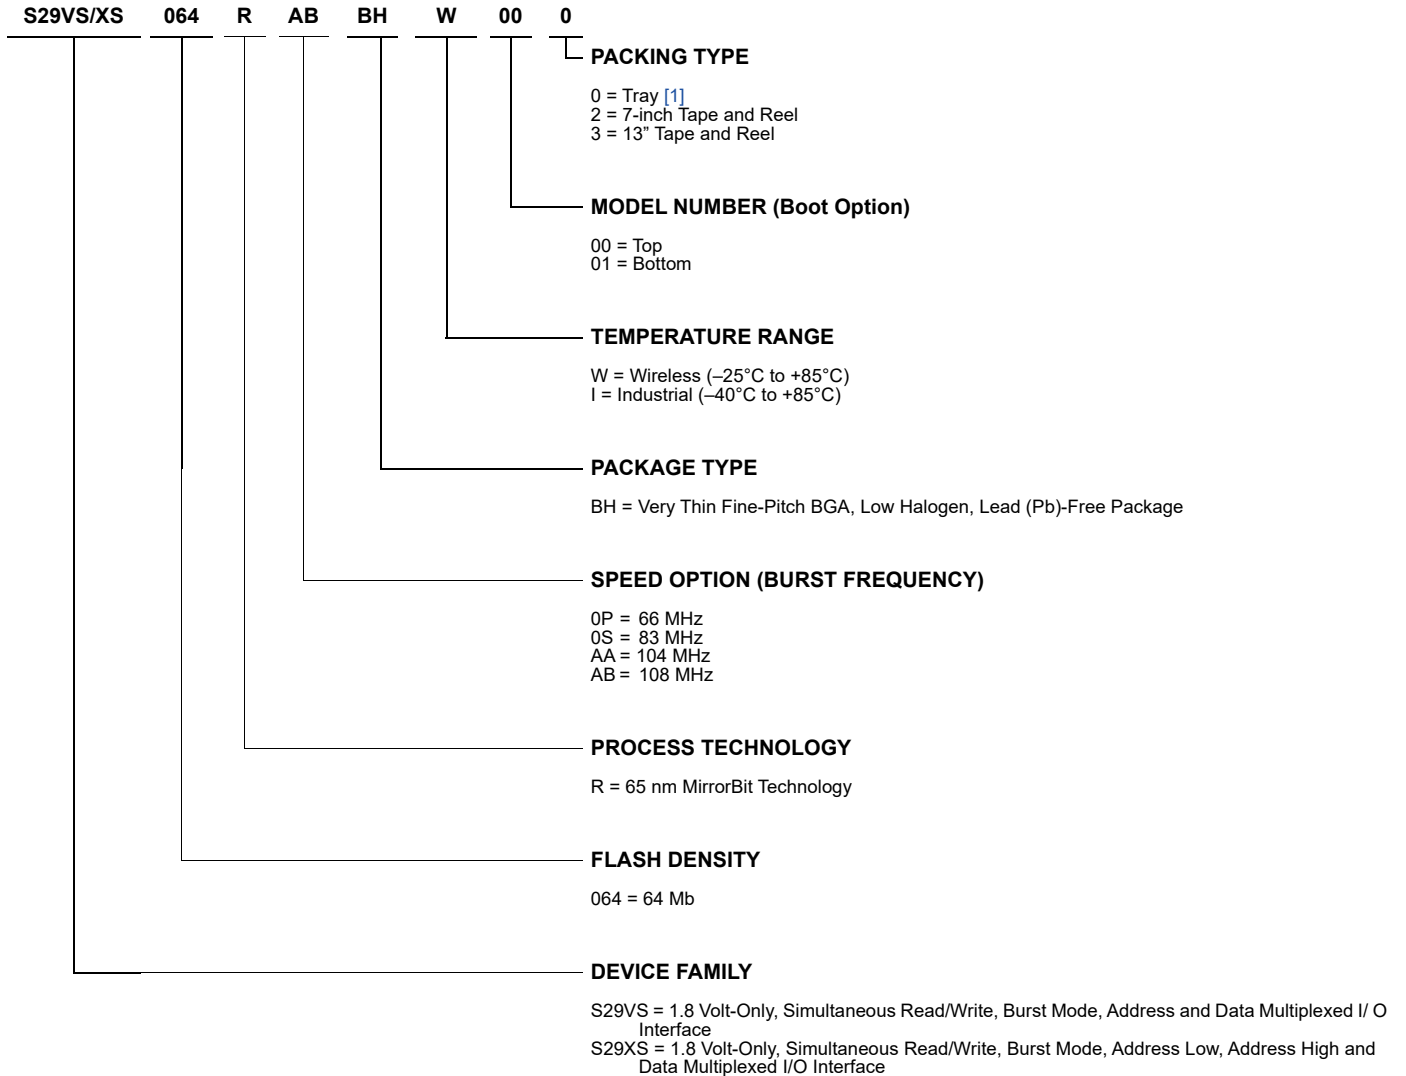 S29VS/XS 064 R AB BH W 00 0
PACKING TYPE
0 = Tray [1]
2 = 7-inch Tape and Reel
3 = 13” Tape and Reel
MODEL NUMBER (Boot Option)
00 = Top
01 = Bottom
TEMPERATURE RANGE
W = Wireless (–25°C to +85°C)
I = Industrial (–40°C to +85°C)
PACKAGE TYPE
BH = Very Thin Fine-Pitch BGA, Low Halogen, Lead (Pb)-Free Package
SPEED OPTION (BURST FREQUENCY)
0P = 66 MHz
0S = 83 MHz
AA = 104 MHz
AB = 108 MHz
PROCESS TECHNOLOGY
R = 65 nm MirrorBit Technology
FLASH DENSITY
064 = 64 Mb
DEVICE FAMILY
S29VS = 1.8 Volt-Only, Simultaneous Read/Write, Burst Mode, Address and Data Multiplexed I/ O
Interface
S29XS = 1.8 Volt-Only, Simultaneous Read/Write, Burst Mode, Address Low, Address High and
Data Multiplexed I/O Interface